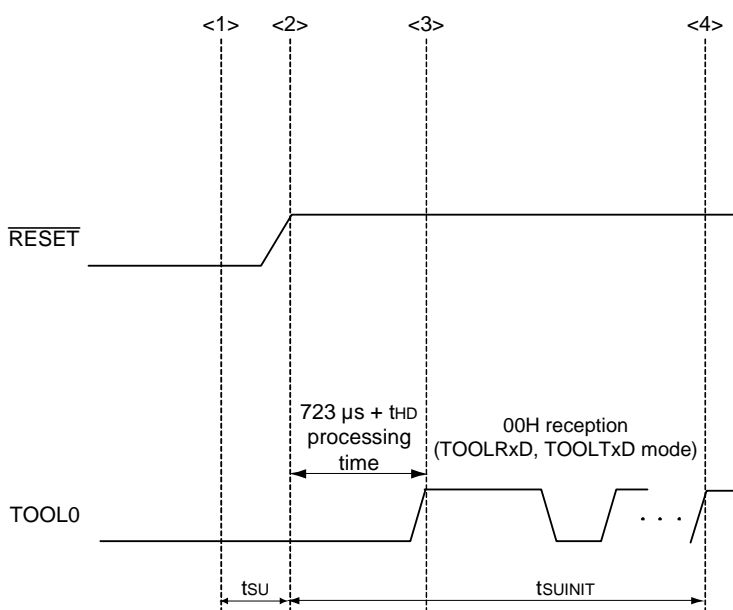 <1> <2> <3> <4>
RESET
723 µs + tHD
processing
time
00H reception
(TOOLRxD, TOOLTxD mode)
TOOL0
. . .
tSU
tSUINIT